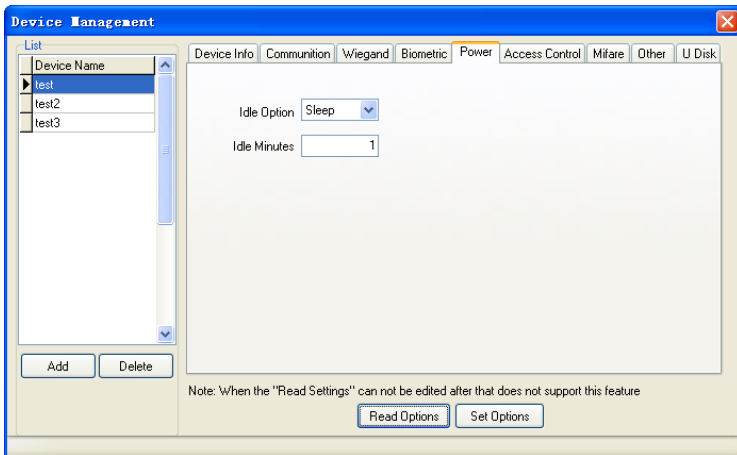 Device Management
List
Device Name
test
test2
test3
Add Delete
Device Info Communition Wiegand Biometric Power Access Control Mifare Other U Disk
Idle Option Sleep
Idle Minutes 1
Note: When the "Read Settings" can not be edited after that does not support this feature
Read Options Set Options